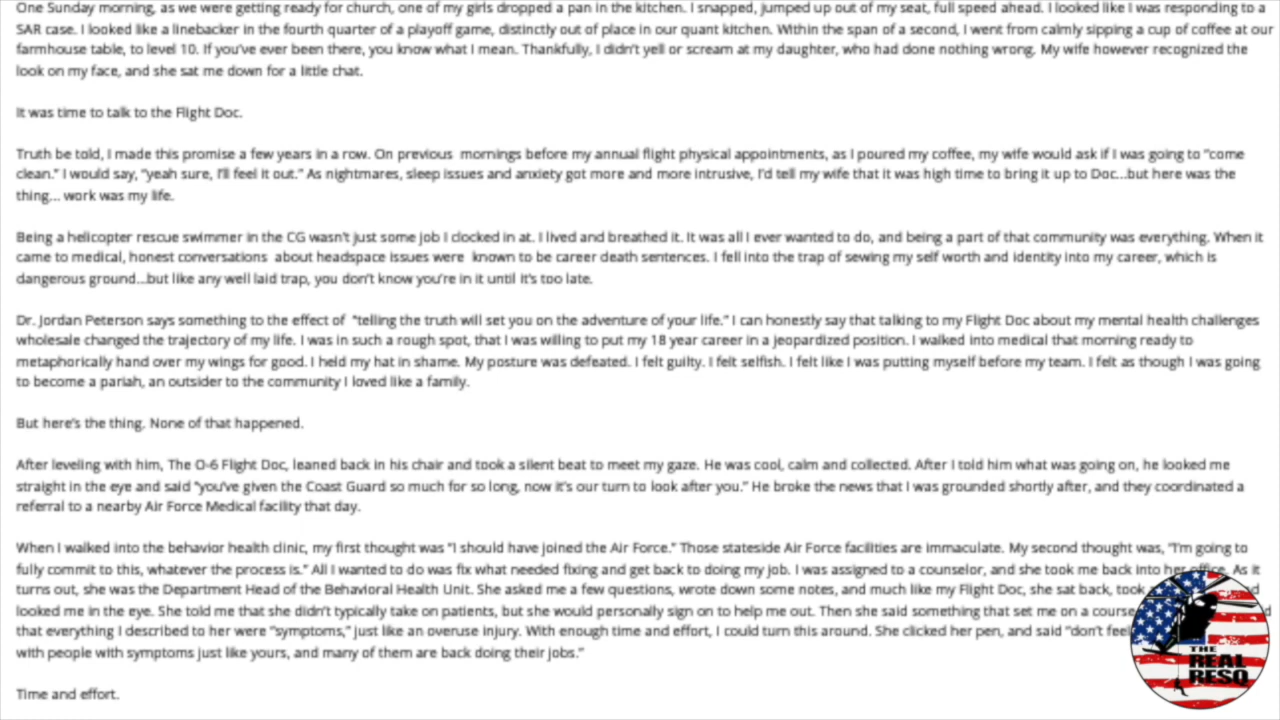 One Sunday morning, as we were getting ready for church, one of my girls dropped a pan in the kitchen. I snapped, jumped up out of my seat, full speed ahead. I looked like I was responding to a
SAR case. I looked like a linebacker in the fourth quarter of a playoff game, distinctly out of place in our quant kitchen. Within the span of a second, I went from calmly sipping a cup of coffee at our
farmhouse table, to level 10. If you’ve ever been there, you know what I mean. Thankfully, I didn’t yell or scream at my daughter, who had done nothing wrong. My wife however recognized the
look on my face, and she sat me down for a little chat.
It was time to talk to the Flight Doc.
Truth be told, I made this promise a few years in a row. On previous mornings before my annual flight physical appointments, as I poured my coffee, my wife would ask if I was going to “come
clean.” I would say, “yeah sure, I’ll feel it out.” As nightmares, sleep issues and anxiety got more and more intrusive, I’d tell my wife that it was high time to bring it up to Doc...but here was the
thing... work was my life.
Being a helicopter rescue swimmer in the CG wasn’t just some job I clocked in at. I lived and breathed it. It was all I ever wanted to do, and being a part of that community was everything. When it
came to medical, honest conversations about headspace issues were known to be career death sentences. I fell into the trap of sewing my self worth and identity into my career, which is
dangerous ground...but like any well laid trap, you don’t know you’re in it until it’s too late.
Dr. Jordan Peterson says something to the effect of “telling the truth will set you on the adventure of your life.” I can honestly say that talking to my Flight Doc about my mental health challenges
wholesale changed the trajectory of my life. I was in such a rough spot, that I was willing to put my 18 year career in a jeopardized position. I walked into medical that morning ready to
metaphorically hand over my wings for good. I held my hat in shame. My posture was defeated. I felt guilty. I felt selfish. I felt like I was putting myself before my team. I felt as though I was going
to become a pariah, an outsider to the community I loved like a family.
But here’s the thing. None of that happened.
After leveling with him, The O-6 Flight Doc, leaned back in his chair and took a silent beat to meet my gaze. He was cool, calm and collected. After I told him what was going on, he looked me
straight in the eye and said “you’ve given the Coast Guard so much for so long, now it’s our turn to look after you.” He broke the news that I was grounded shortly after, and they coordinated a
referral to a nearby Air Force Medical facility that day.
When I walked into the behavior health clinic, my first thought was “I should have joined the Air Force.” Those stateside Air Force facilities are immaculate. My second thought was, “I’m going to
fully commit to this, whatever the process is.” All I wanted to do was fix what needed fixing and get back to doing my job. I was assigned to a counselor, and she took me back into her office. As it
turns out, she was the Department Head of the Behavioral Health Unit. She asked me a few questions, wrote down some notes, and much like my Flight Doc, she sat back, took
looked me in the eye. She told me that she didn’t typically take on patients, but she would personally sign on to help me out. Then she said something that set me on a course
that everything I described to her were “symptoms,” just like an overuse injury. With enough time and effort, I could turn this around. She clicked her pen, and said “don’t feel
with people with symptoms just like yours, and many of them are back doing their jobs.”
Time and effort.
THE
REAL
RESQ